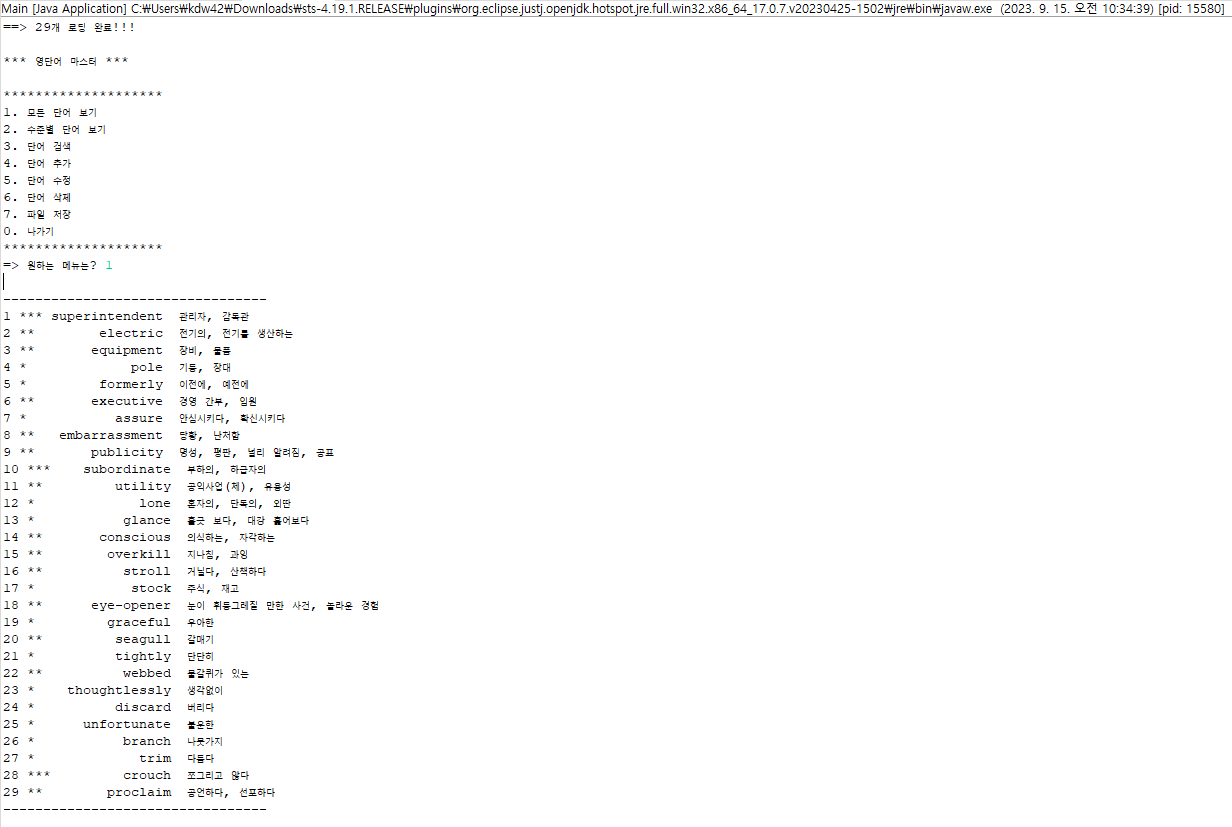 Main [Java Application] C:₩Users₩kdw42₩Downloads₩sts-4.19.1.RELEASE₩plugins₩org.eclipse.justj.openjdk.hotspot.jre.full.win32.x86_64_17.0.7.v20230425-1502₩jre₩bin₩javaw.exe (2023. 9. 15. 오전 10:34:39) [pid: 15580]
==> 29개 로딩 완료!!!
*** 영단어 마스터 ***
********************
1. 모든 단어 보기
2. 수준별 단어 보기
3. 단어 검색
4. 단어 추가
5. 단어 수정
6. 단어 삭제
7. 파일 저장
0. 나가기
********************
=> 원하는 메뉴는? 1
---------------------------------
1 *** superintendent 관리자, 감독관
2 ** electric 전기의, 전기를 생산하는
3 ** equipment 장비, 물품
4 * pole 기둥, 장대
5 * formerly 이전에, 예전에
6 ** executive 경영 간부, 임원
7 * assure 안심시키다, 확신시키다
8 ** embarrassment 당황, 난처함
9 ** publicity 명성, 평판, 널리 알려짐, 공표
10 *** subordinate 부하의, 하급자의
11 ** utility 공익사업(체), 유용성
12 * lone 혼자의, 단독의, 외딴
13 * glance 흘긋 보다, 대강 훑어보다
14 ** conscious 의식하는, 자각하는
15 ** overkill 지나침, 과잉
16 ** stroll 거닐다, 산책하다
17 * stock 주식, 재고
18 ** eye-opener 눈이 휘둥그레질 만한 사건, 놀라운 경험
19 * graceful 우아한
20 ** seagull 갈매기
21 * tightly 단단히
22 ** webbed 물갈퀴가 있는
23 * thoughtlessly 생각없이
24 * discard 버리다
25 * unfortunate 불운한
26 * branch 나뭇가지
27 * trim 다듬다
28 *** crouch 쪼그리고 앉다
29 ** proclaim 공언하다, 선포하다
---------------------------------